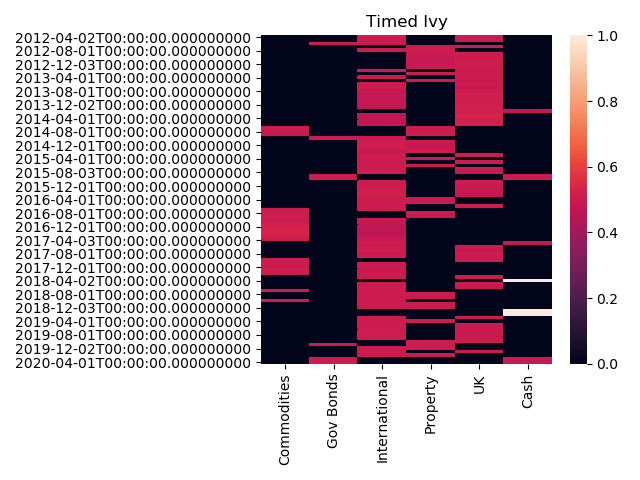 Timed Ivy
2012-04-02T00:00:00.000000000
2012-08-01T00:00:00.000000000
2012-12-03T00:00:00.000000000
2013-04-01T00:00:00.000000000
2013-08-01T00:00:00.000000000
2013-12-02T00:00:00.000000000
2014-04-01T00:00:00.000000000
2014-08-01T00:00:00.000000000
2014-12-01T00:00:00.000000000
2015-04-01T00:00:00.000000000
2015-08-03T00:00:00.000000000
2015-12-01T00:00:00.000000000
2016-04-01T00:00:00.000000000
2016-08-01T00:00:00.000000000
2016-12-01T00:00:00.000000000
2017-04-03T00:00:00.000000000
2017-08-01T00:00:00.000000000
2017-12-01T00:00:00.000000000
2018-04-02T00:00:00.000000000
2018-08-01T00:00:00.000000000
2018-12-03T00:00:00.000000000
2019-04-01T00:00:00.000000000
2019-08-01T00:00:00.000000000
2019-12-02T00:00:00.000000000
2020-04-01T00:00:00.000000000
Commodities
Gov Bonds
International
Property
UK
Cash
1.0
0.8
0.6
0.4
0.2
0.0